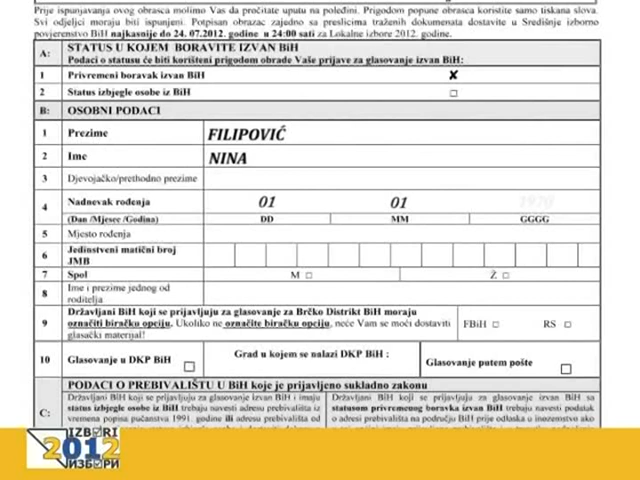 Prije ispunjavanja ovog obrasca molimo Vas da pročitate uputu na poleđini. Prigodom popune obrasca koristite tiskana slova.
Svi odjeljci moraju biti ispunjeni. Potpisan obrazac zajedno sa preslicima traženih dokumenata dostavite u Središnje izborno
povjerenstvo BiH najkasnije do 24. 07.2012. godine u 24:00 sati za Lokalne izbore 2012. godine.
A: STATUS U KOJEM BORAVITE IZVAN BiH
Podaci o statusu će biti korišteni prigodom obrade Vaše prijave za glasovanje izvan BiH:
1 Privremeni boravak izvan BiH ✘
2 Status izbjegle osobe iz BiH □
B: OSOBNI PODACI
1 Prezime FILIPOVIĆ
2 Ime NINA
3 Djevojačko/prethodno prezime
4 Nadnevak rođenja 01 01 1970
(Dan /Mjesec /Godina) DD MM GGGG
5 Mjesto rođenja
6 Jedinstveni matični broj
JMB
7 Spol M □ Ž □
8 Ime i prezime jednog od
roditelja
9 Državljani BiH koji se prijavljuju za glasovanje za Brčko Distrikt BiH moraju
označiti biračku opciju. Ukoliko ne označite biračku opciju, neće Vam se moći dostaviti
glasački materijal! FBiH □ RS □
10 Glasovanje u DKP BiH □ Grad u kojem se nalazi DKP BiH : Glasovanje putem pošte □
C: PODACI O PREBIVALIŠTU U BiH koje je prijavljeno sukladno zakonu
Državljani BiH koji se prijavljuju za glasovanje izvan BiH i imaju
status izbjegle osobe iz BiH trebaju navesti adresu prebivališta iz
vremena popisa pučanstva 1991. godine ili adresu prebivališta u
Državljani BiH koji se prijavljuju za glasovanje izvan BiH sa
statusom privremenog boravka izvan BiH trebaju navesti podatak
o adresi prebivališta na području BiH prije odlaska u inozemstvo ako
IZBORI
2012
ИЗБОРИ